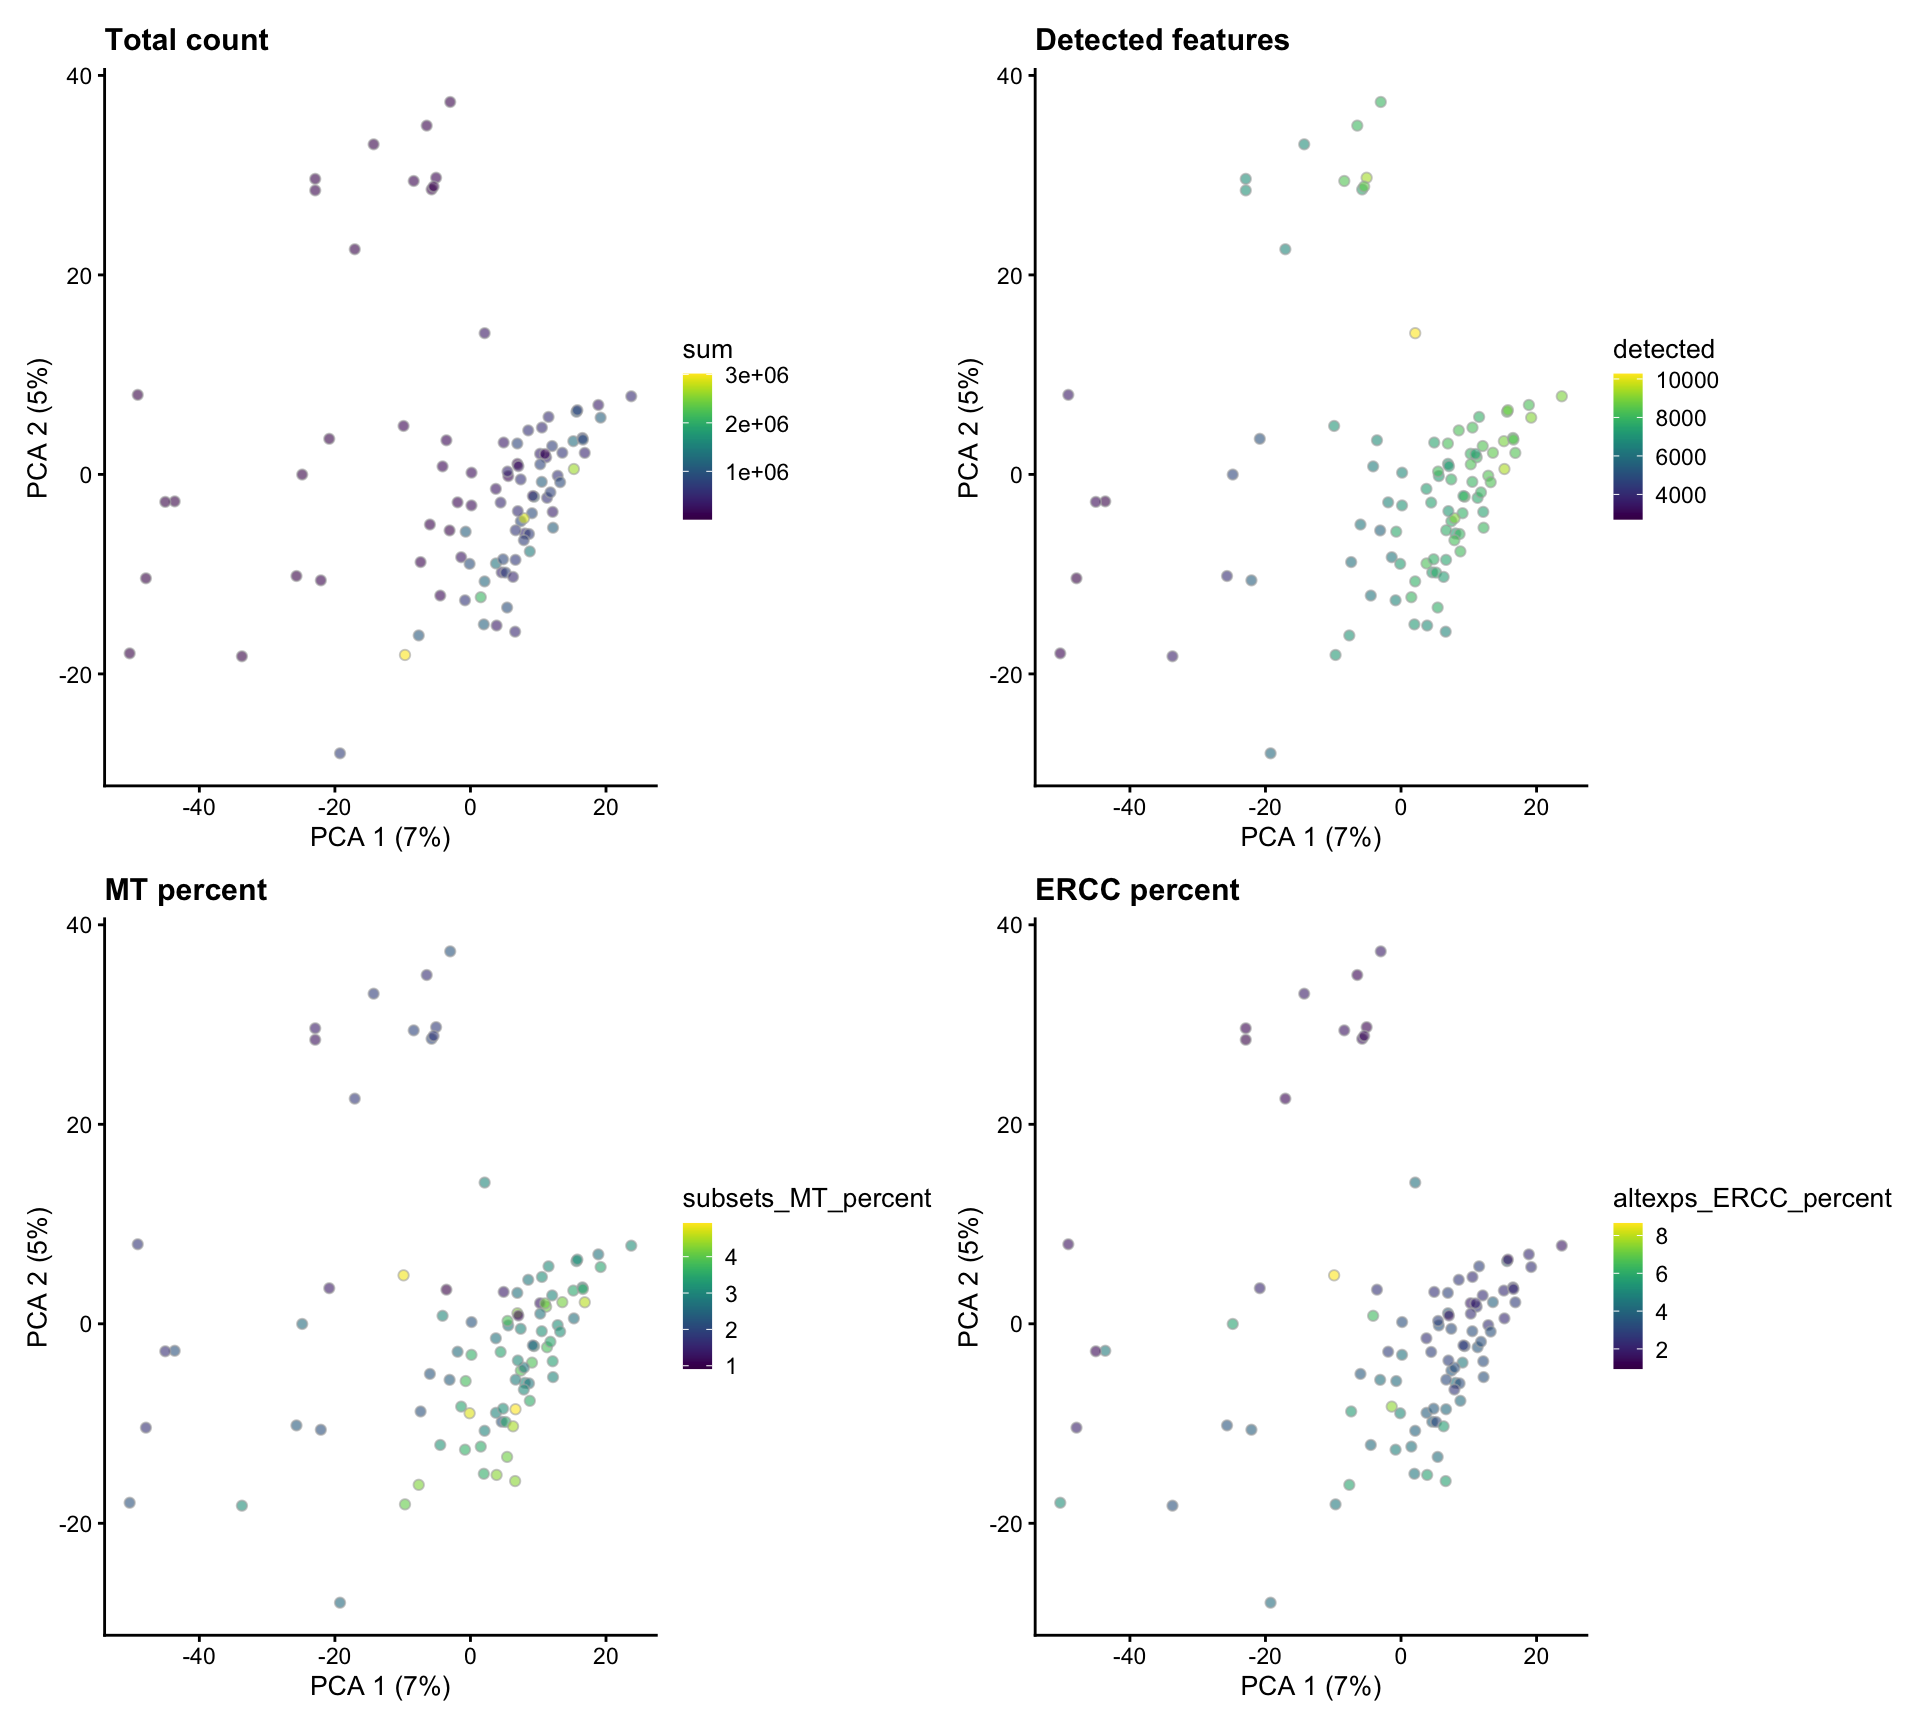 Total count
40
20
0
-20
-40
-20
0
20
PCA 1 (7%)
PCA 2 (5%)
sum
3e+06
2e+06
1e+06
Detected features
40
20
0
-20
-40
-20
0
20
PCA 1 (7%)
PCA 2 (5%)
detected
10000
8000
6000
4000
MT percent
40
20
0
-20
-40
-20
0
20
PCA 1 (7%)
PCA 2 (5%)
subsets_MT_percent
4
3
2
1
ERCC percent
40
20
0
-20
-40
-20
0
20
PCA 1 (7%)
PCA 2 (5%)
altexps_ERCC_percent
8
6
4
2